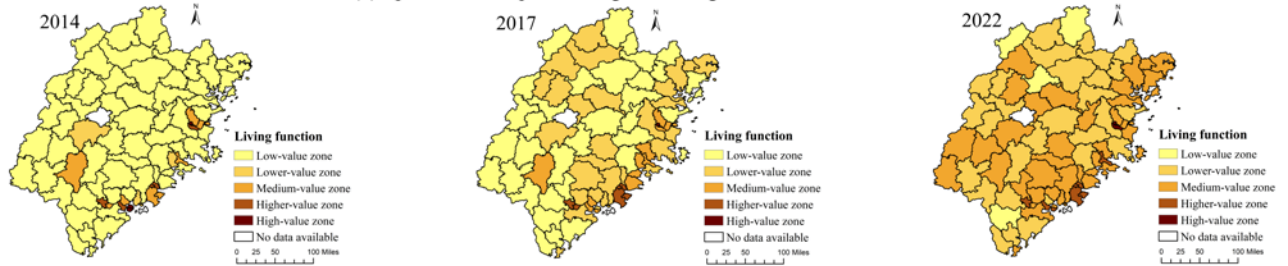 2014
N
Living function
Low-value zone
Lower-value zone
Medium-value zone
Higher-value zone
High-value zone
No data available
0 25 50 100 Miles
2017
N
Living function
Low-value zone
Lower-value zone
Medium-value zone
Higher-value zone
High-value zone
No data available
0 25 50 100 Miles
2022
N
Living function
Low-value zone
Lower-value zone
Medium-value zone
Higher-value zone
High-value zone
No data available
0 25 50 100 Miles